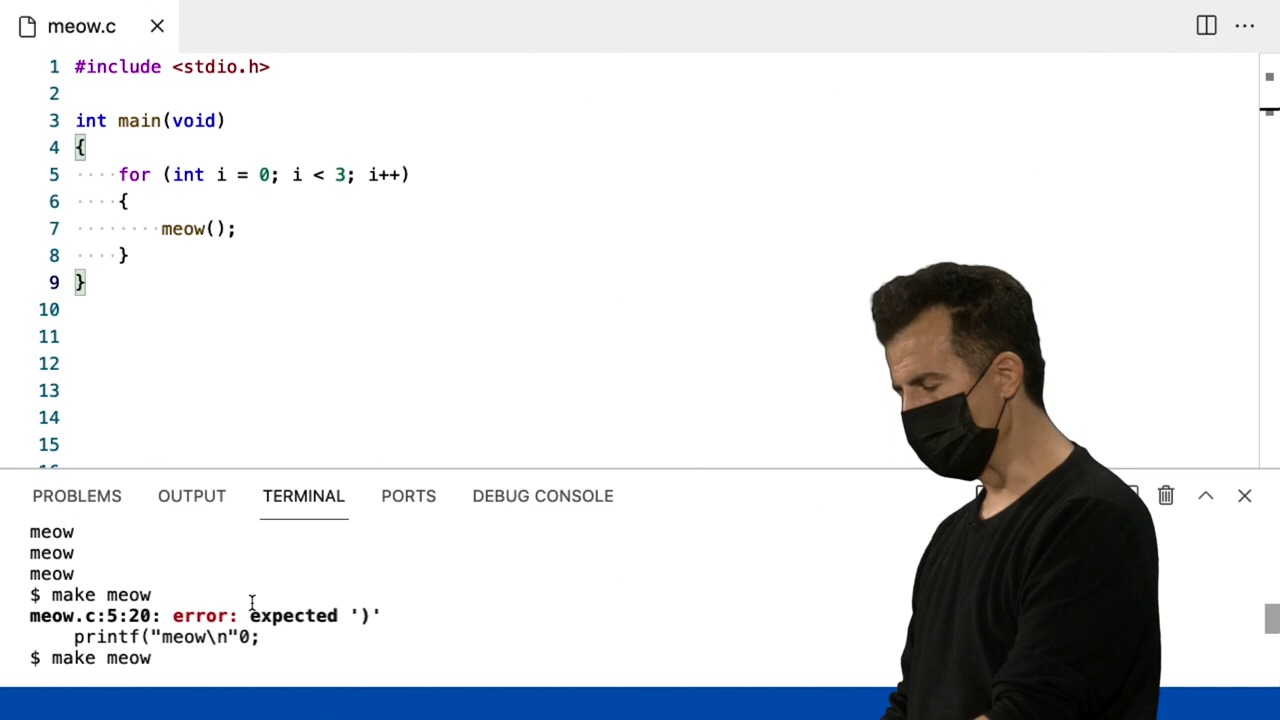 meow.c
1 #include <stdio.h>
2
3 int main(void)
4 {
5 ····for (int i = 0; i < 3; i++)
6 ····{
7 ········meow();
8 ····}
9 }
10
11
12
13
14
15
PROBLEMS OUTPUT TERMINAL PORTS DEBUG CONSOLE
meow
meow
meow
$ make meow
meow.c:5:20: error: expected ')'
    printf("meow\n"0;
$ make meow